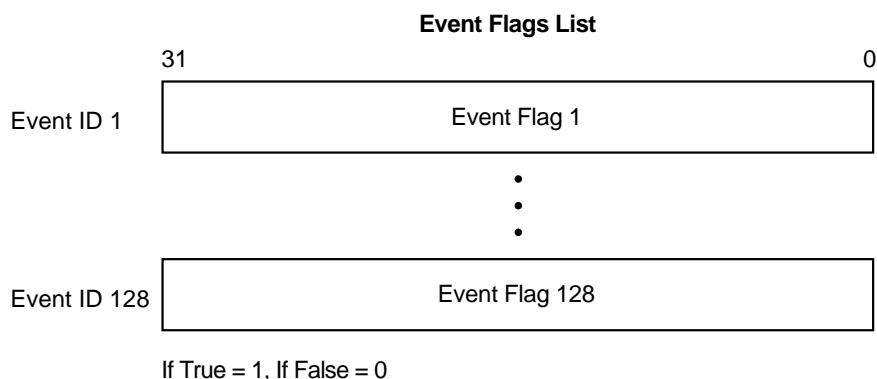 Event Flags List
31 0
Event ID 1 Event Flag 1
Event ID 128 Event Flag 128
If True = 1, If False = 0